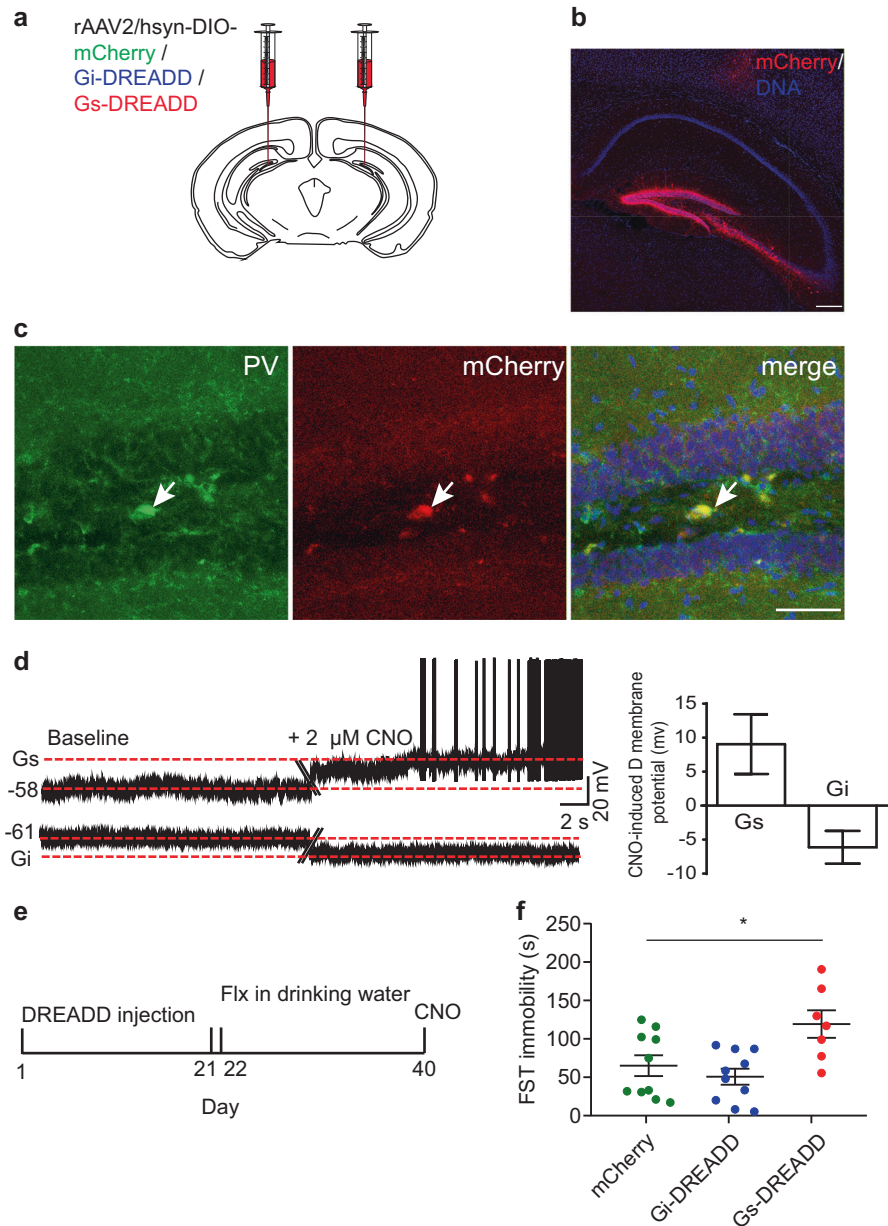 a
rAAV2/hsyn-DIO-
mCherry /
Gi-DREADD /
Gs-DREADD
b
mCherry/
DNA
c
PV
mCherry
merge
d
Baseline
+ 2 μM CNO
Gs
-58
-61
Gi
20 mV
2 s
CNO-induced D membrane
potential (mv)
15
10
5
0
-5
-10
Gs
Gi
e
DREADD injection
Flx in drinking water
CNO
1
21
22
40
Day
f
FST immobility (s)
250
200
150
100
50
0
*
mCherry
Gi-DREADD
Gs-DREADD